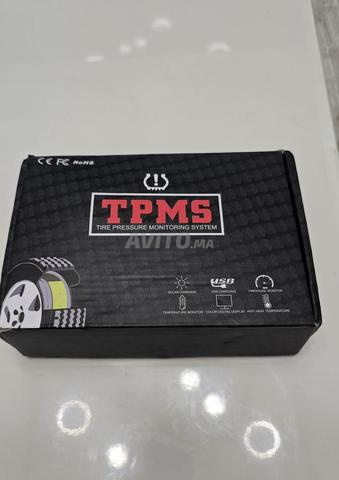 CE FC RoHS
TPMS
TIRE PRESSURE MONITORING SYSTEM
AVITO.MA
USB
SOLAR CHARGING USB CHARGING PRESSURE MONITOR
TEMPERATURE MONITOR COLOR DIGITAL DISPLAY ANTI HIGH TEMPERATURE